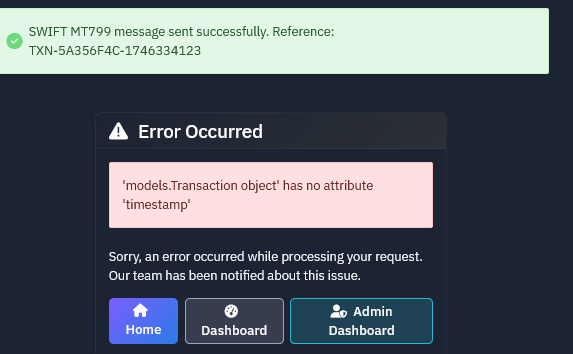 SWIFT MT799 message sent successfully. Reference:
TXN-5A356F4C-1746334123
Error Occurred
'models.Transaction object' has no attribute
'timestamp'
Sorry, an error occurred while processing your request.
Our team has been notified about this issue.
Home
Dashboard
Admin
Dashboard